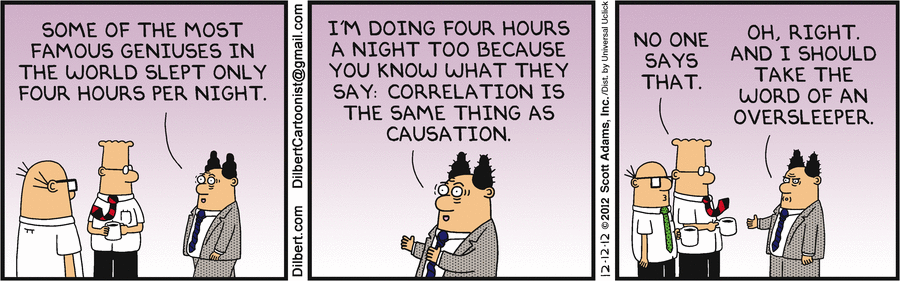 SOME OF THE MOST
FAMOUS GENIUSES IN
THE WORLD SLEPT ONLY
FOUR HOURS PER NIGHT.
Dilbert.com DilbertCartoonist@gmail.com
I'M DOING FOUR HOURS
A NIGHT TOO BECAUSE
YOU KNOW WHAT THEY
SAY: CORRELATION IS
THE SAME THING AS
CAUSATION.
12-12-12 ©2012 Scott Adams, Inc./Dist. by Universal Uclick
NO ONE
SAYS
THAT.
OH, RIGHT.
AND I SHOULD
TAKE THE
WORD OF AN
OVERSLEEPER.